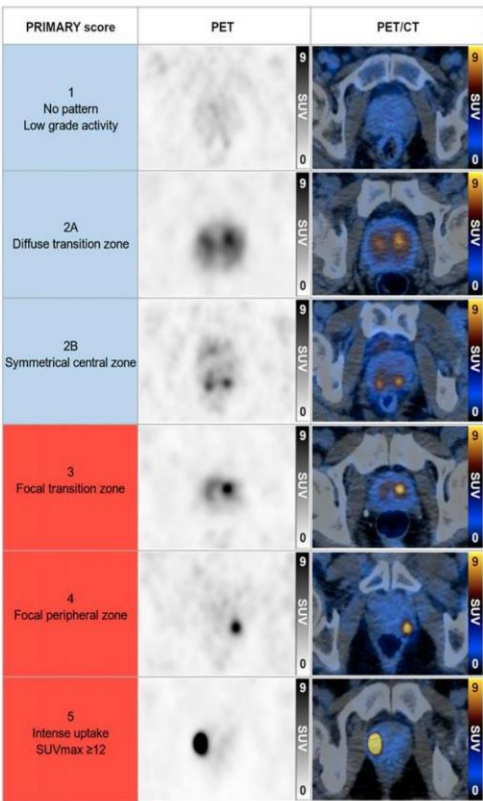 PRIMARY score
PET
PET/CT
1
No pattern
Low grade activity
9
SUV
0
9
SUV
0
2A
Diffuse transition zone
9
SUV
0
9
SUV
0
2B
Symmetrical central zone
9
SUV
0
9
SUV
0
3
Focal transition zone
9
SUV
0
9
SUV
0
4
Focal peripheral zone
9
SUV
0
9
SUV
0
5
Intense uptake
SUVmax ≥12
9
SUV
0
9
SUV
0